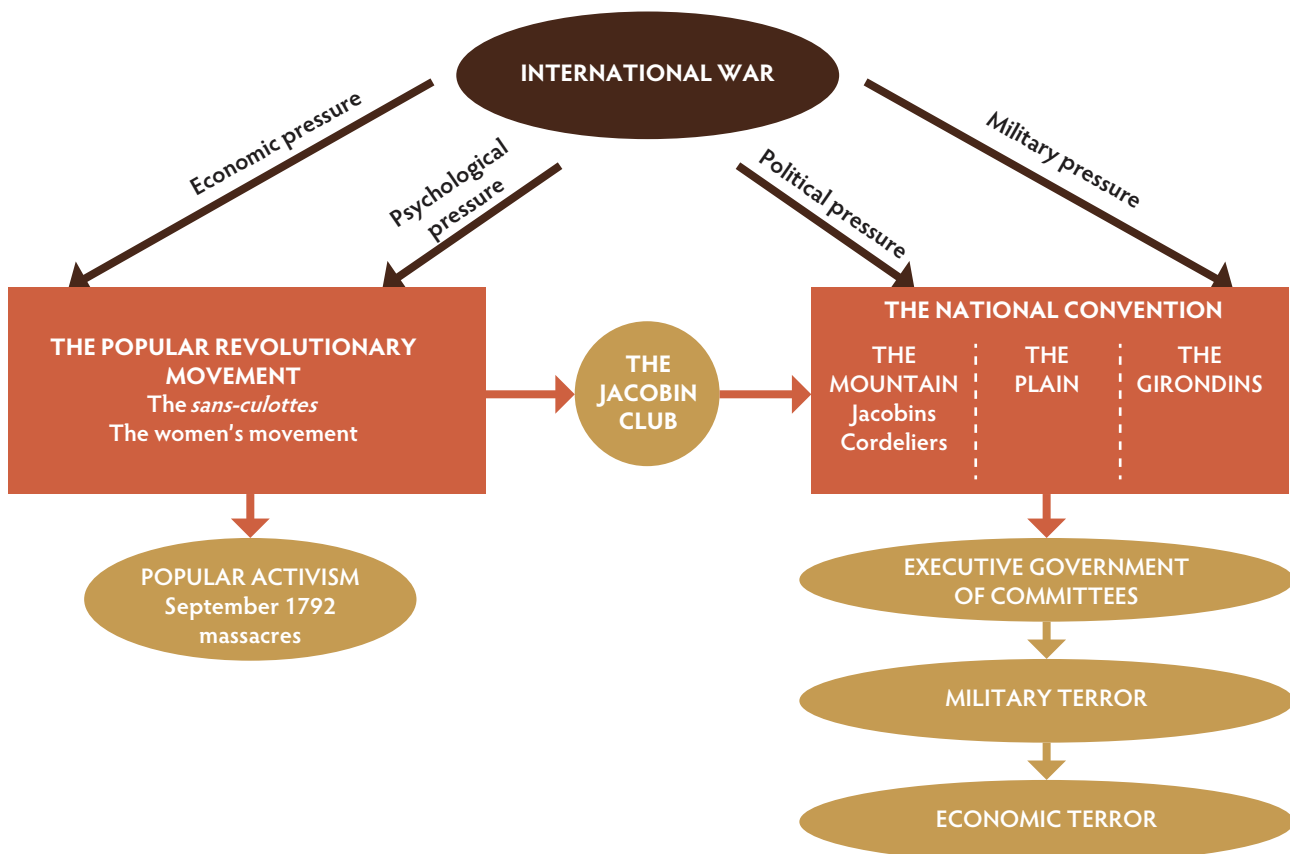 INTERNATIONAL WAR
Economic pressure
Psychological
pressure
Political pressure
Military pressure
THE POPULAR REVOLUTIONARY
MOVEMENT
The sans-culottes
The women's movement
THE
JACOBIN
CLUB
THE NATIONAL CONVENTION
THE
MOUNTAIN
Jacobins
Cordeliers
THE
PLAIN
THE
GIRONDINS
POPULAR ACTIVISM
September 1792
massacres
EXECUTIVE GOVERNMENT
OF COMMITTEES
MILITARY TERROR
ECONOMIC TERROR